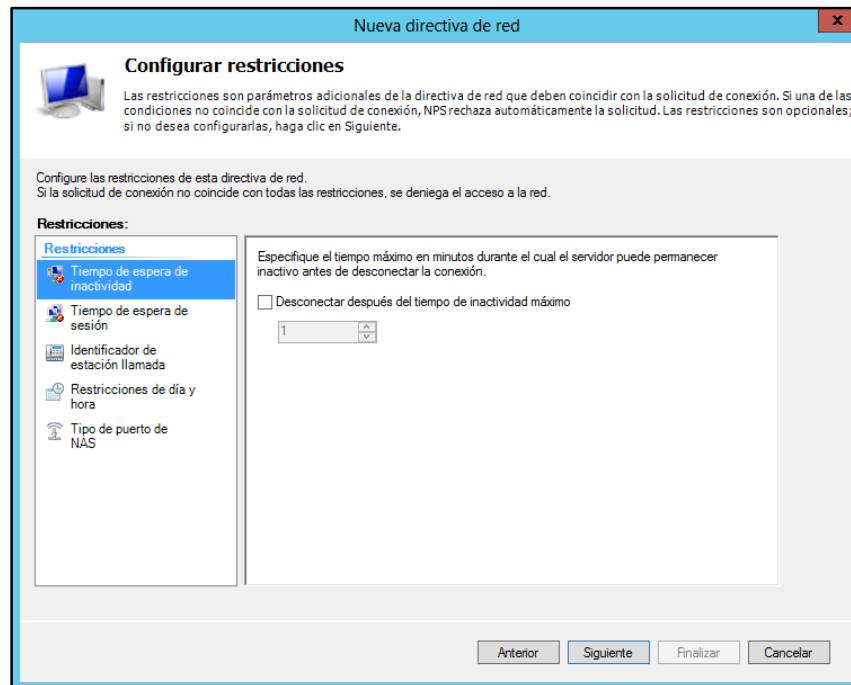 Nueva directiva de red
x
Configurar restricciones
Las restricciones son parámetros adicionales de la directiva de red que deben coincidir con la solicitud de conexión. Si una de las
condiciones no coincide con la solicitud de conexión, NPS rechaza automáticamente la solicitud. Las restricciones son opcionales;
si no desea configurarlas, haga clic en Siguiente.
Configure las restricciones de esta directiva de red.
Si la solicitud de conexión no coincide con todas las restricciones, se deniega el acceso a la red.
Restricciones:
Restricciones
Tiempo de espera de
inactividad
Tiempo de espera de
sesión
Identificador de
estación llamada
Restricciones de día y
hora
Tipo de puerto de
NAS
Especifique el tiempo máximo en minutos durante el cual el servidor puede permanecer
inactivo antes de desconectar la conexión.
Desconectar después del tiempo de inactividad máximo
1
Anterior
Siguiente
Finalizar
Cancelar